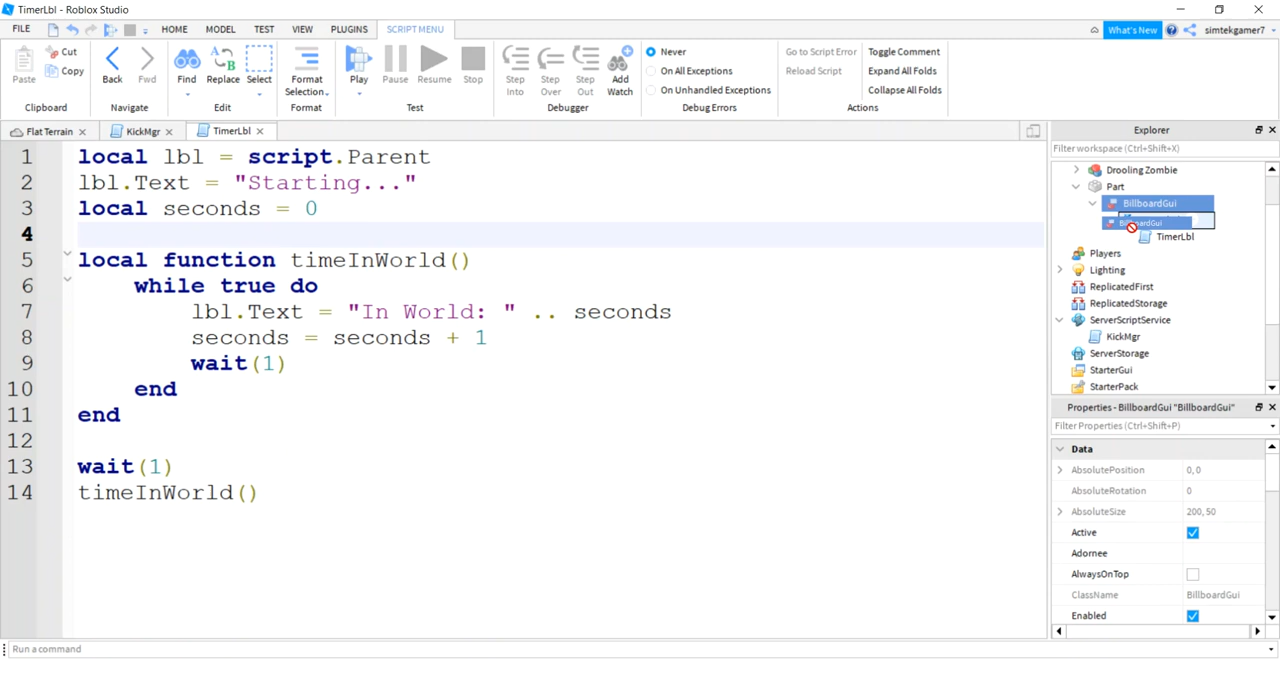 TimerLbl - Roblox Studio
FILE HOME MODEL TEST VIEW PLUGINS SCRIPT MENU What's New simtekgamer7
Paste Cut Copy Back Fwd Find Replace Select Format Selection Play Pause Resume Stop Step Into Step Over Step Out Add Watch
Never On All Exceptions On Unhandled Exceptions
Go to Script Error Reload Script Toggle Comment Expand All Folds Collapse All Folds
Clipboard Navigate Edit Format Test Debugger Debug Errors Actions
Flat Terrain KickMgr TimerLbl
1 local lbl = script.Parent
2 lbl.Text = "Starting..."
3 local seconds = 0
4
5 local function timeInWorld()
6 while true do
7 lbl.Text = "In World: " .. seconds
8 seconds = seconds + 1
9 wait(1)
10 end
11 end
12
13 wait(1)
14 timeInWorld()
Explorer
Filter workspace (Ctrl+Shift+X)
Drooling Zombie
Part
BillboardGui
TimerLbl
Players
Lighting
ReplicatedFirst
ReplicatedStorage
ServerScriptService
KickMgr
ServerStorage
StarterGui
StarterPack
Properties - BillboardGui "BillboardGui"
Filter Properties (Ctrl+Shift+P)
Data
AbsolutePosition 0, 0
AbsoluteRotation 0
AbsoluteSize 200, 50
Active
Adornee
AlwaysOnTop
ClassName BillboardGui
Enabled
Run a command